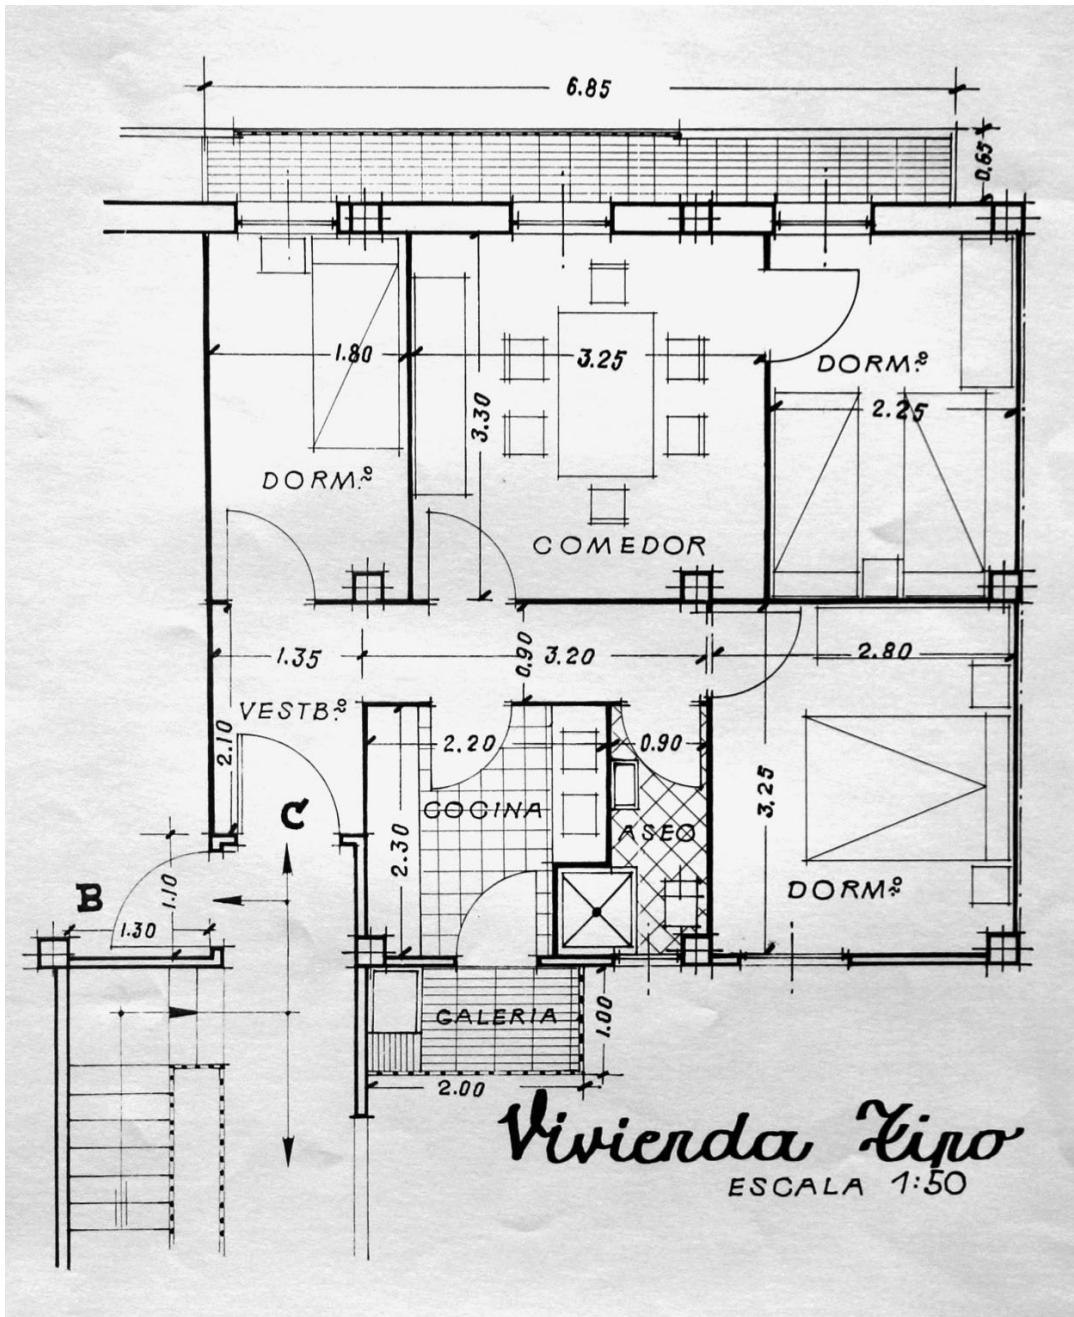 6.85
0.65
1.80
3.25
DORM.º
2.25
3.30
DORM.º
COMEDOR
1.35
0.90
3.20
2.80
VESTB.º
2.10
2.20
0.90
3.25
C
COCINA
ASEO
2.30
DORM.º
B
1.10
1.30
GALERIA
1.00
2.00
Vivienda Tipo
ESCALA 1:50